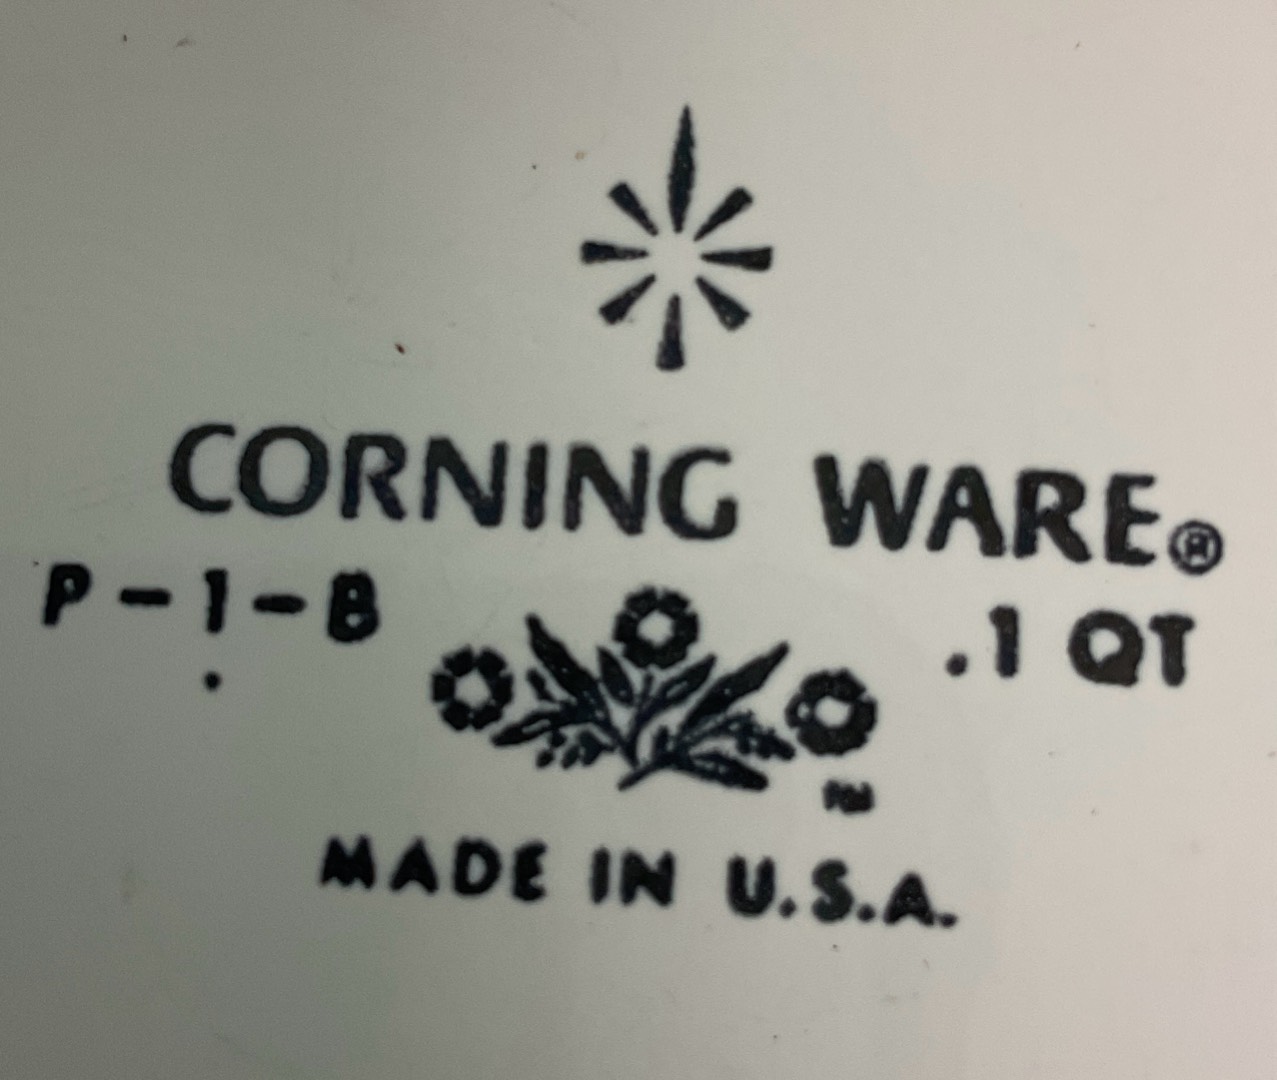 CORNING WARE®
P-1-B .1 QT
MADE IN U.S.A.